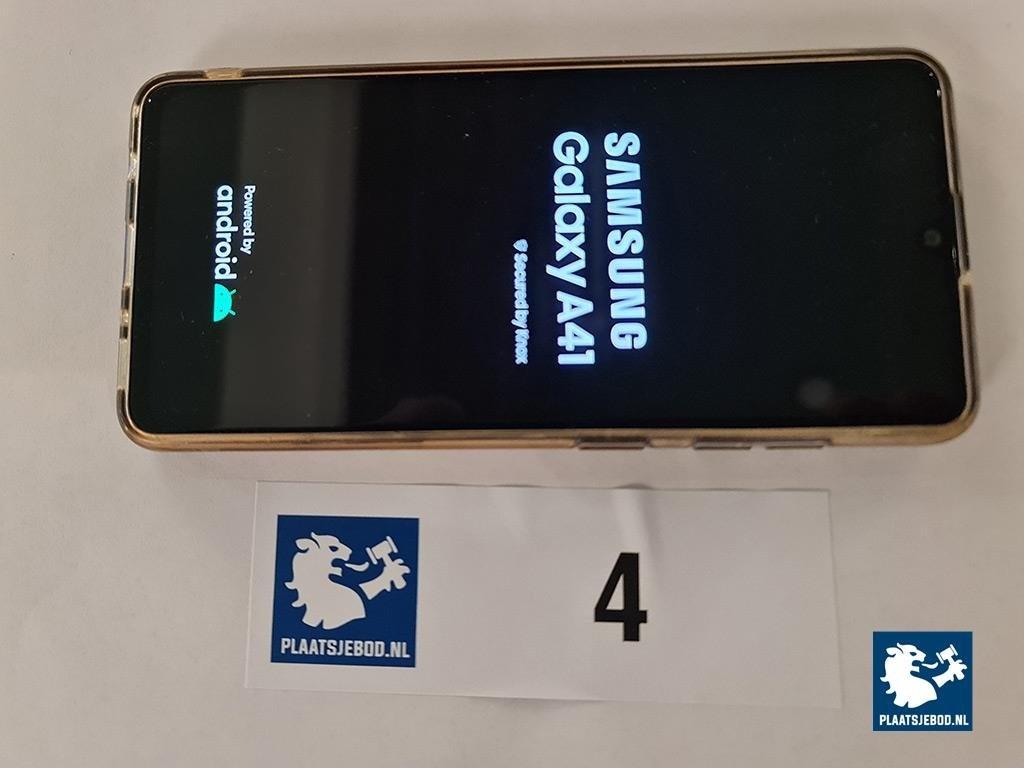 SAMSUNG
Galaxy A41
Secured by Knox
Powered by
android
PLAATSJEBOD.NL
4
PLAATSJEBOD.NL